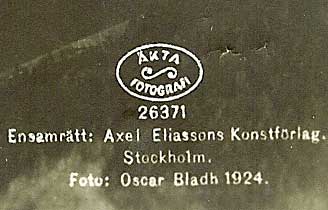 ÄKTA
FOTOGRAFI
26371
Ensamrätt: Axel Eliassons Konstförlag.
Stockholm.
Foto: Oscar Bladh 1924.